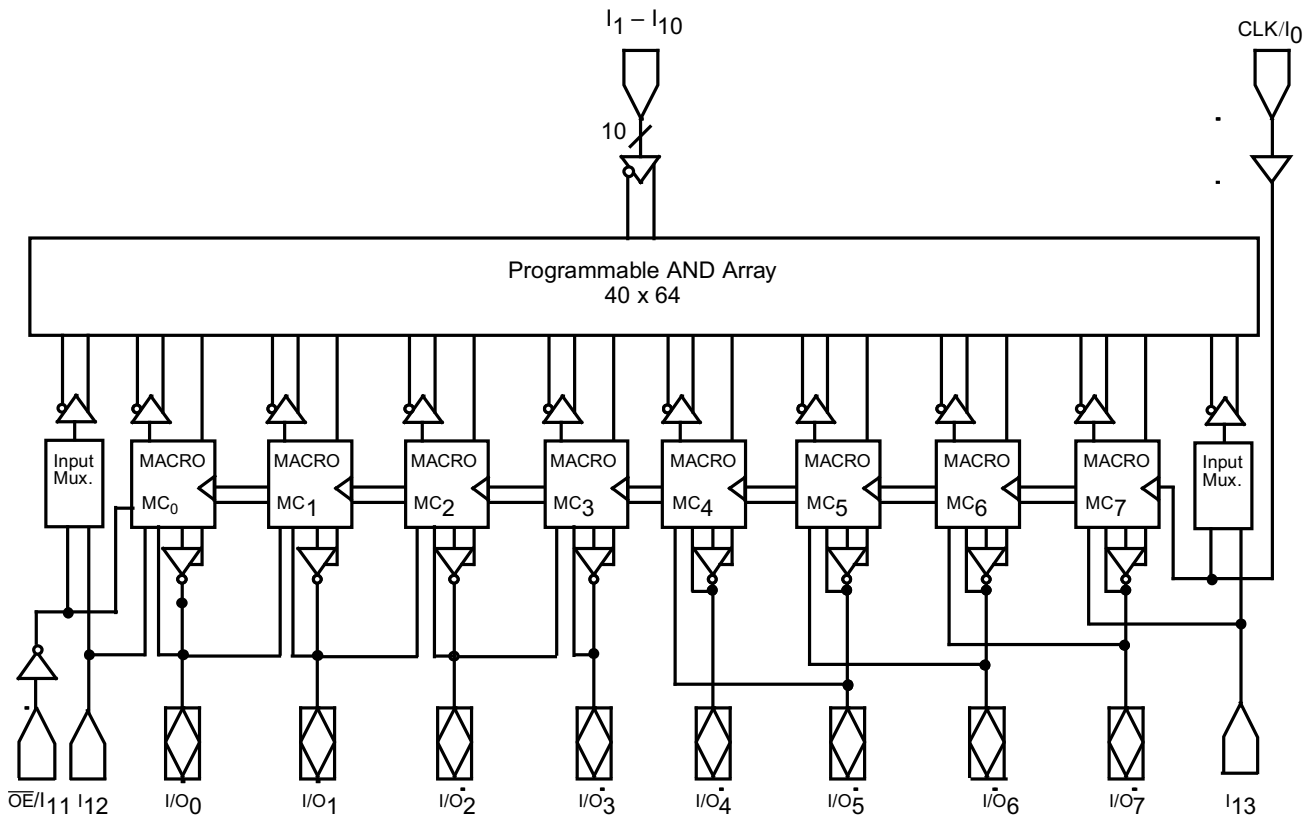 I1 – I10
CLK/I0
10
Programmable AND Array
40 x 64
Input
Mux.
MACRO
MC0
MACRO
MC1
MACRO
MC2
MACRO
MC3
MACRO
MC4
MACRO
MC5
MACRO
MC6
MACRO
MC7
Input
Mux.
OE/I11
I12
I/O0
I/O1
I/O2
I/O3
I/O4
I/O5
I/O6
I/O7
I13